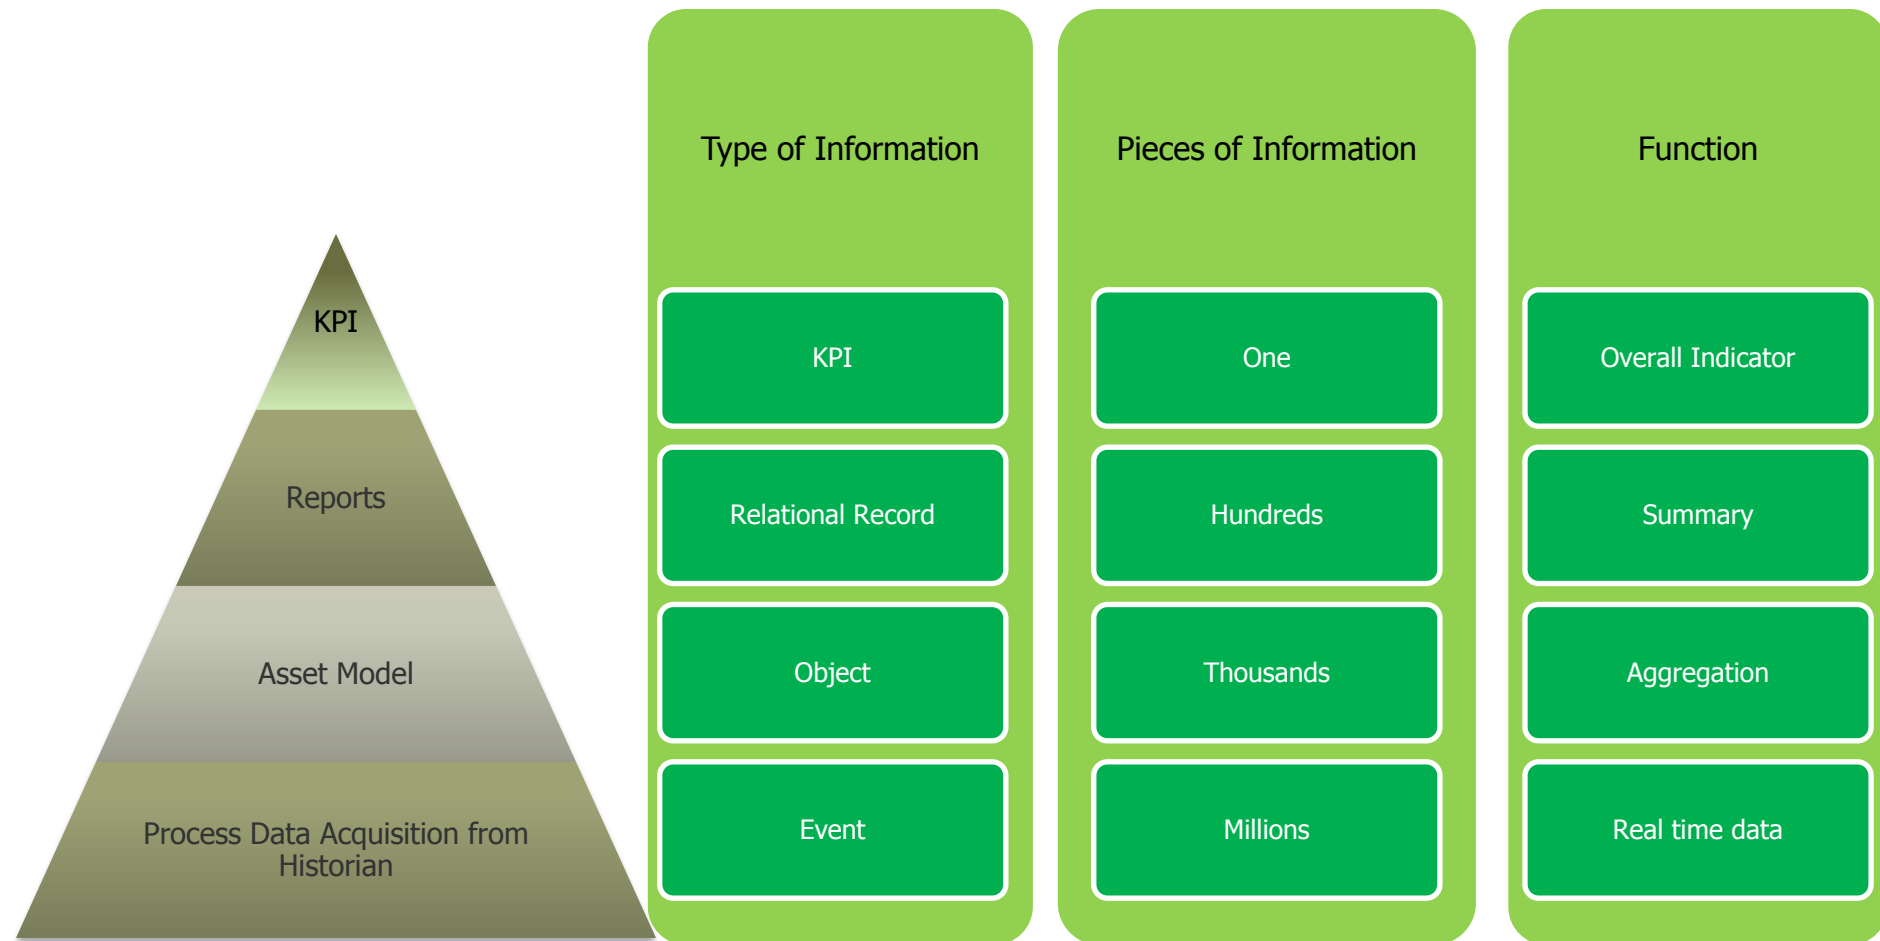 Type of Information
Pieces of Information
Function
KPI
KPI
One
Overall Indicator
Reports
Relational Record
Hundreds
Summary
Asset Model
Object
Thousands
Aggregation
Process Data Acquisition from
Historian
Event
Millions
Real time data